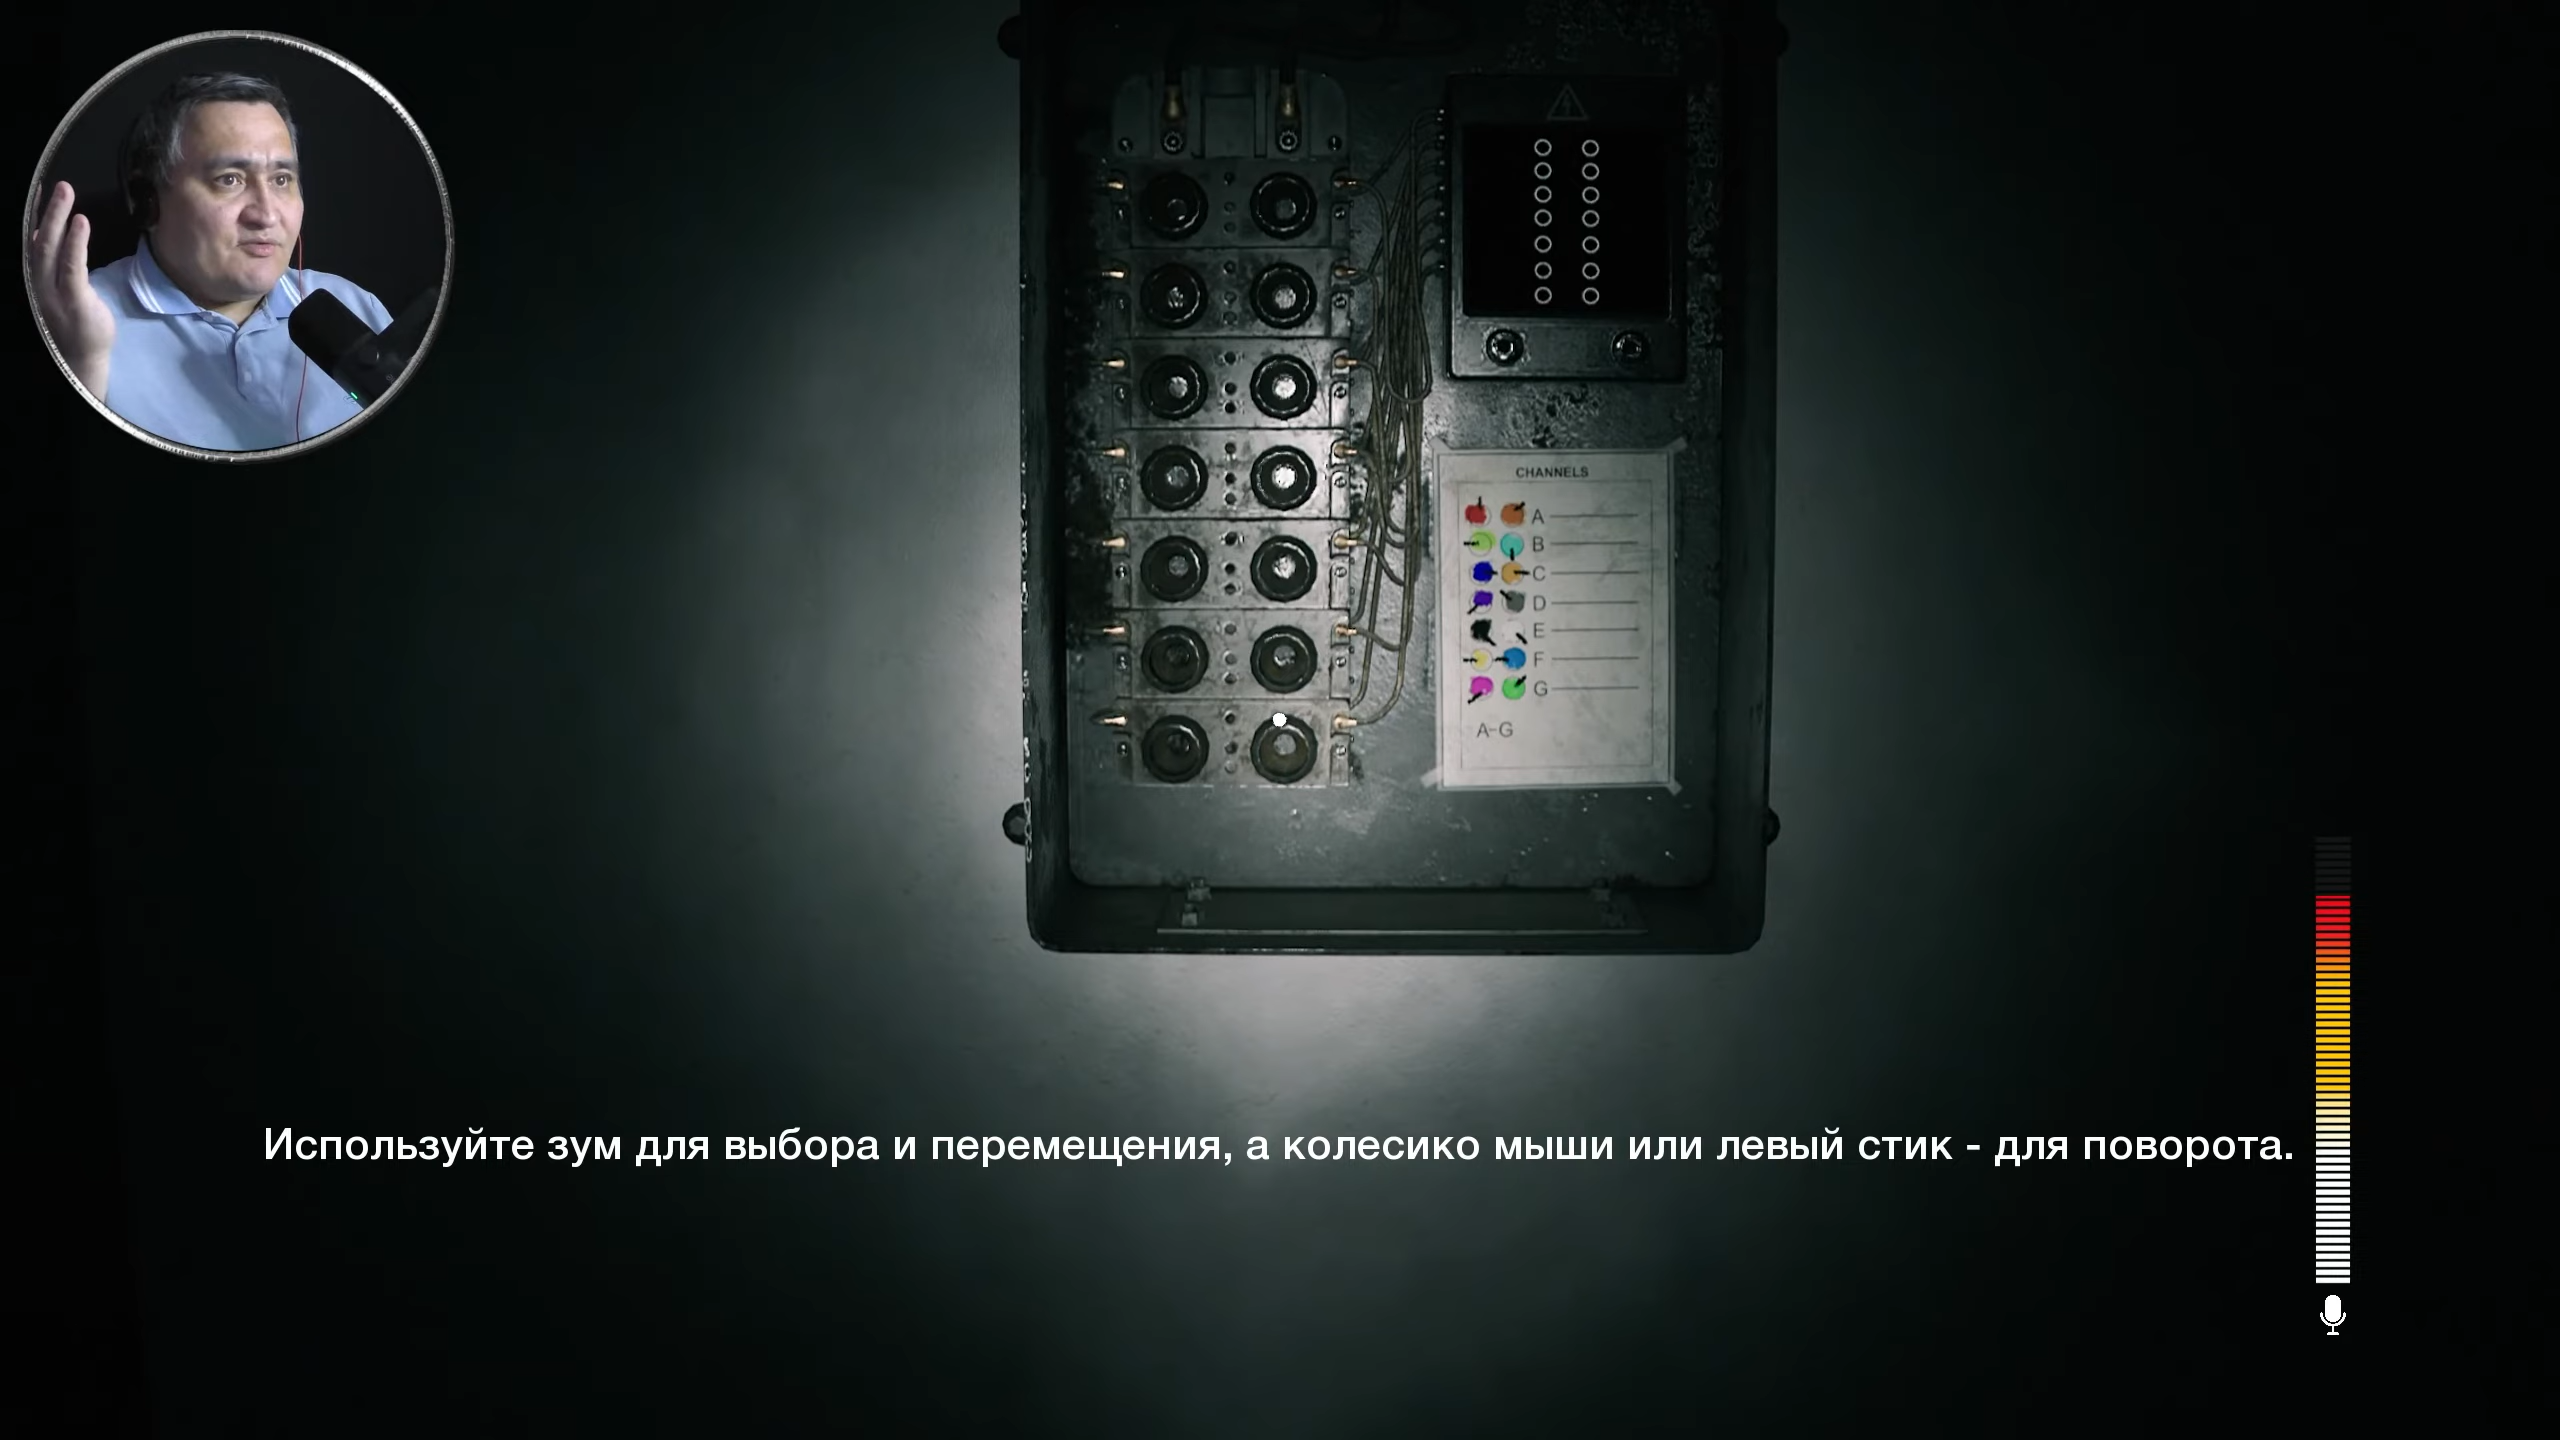 CHANNELS
A
B
C
D
E
F
G
A-G
Используйте зум для выбора и перемещения, а колесико мыши или левый стик - для поворота.